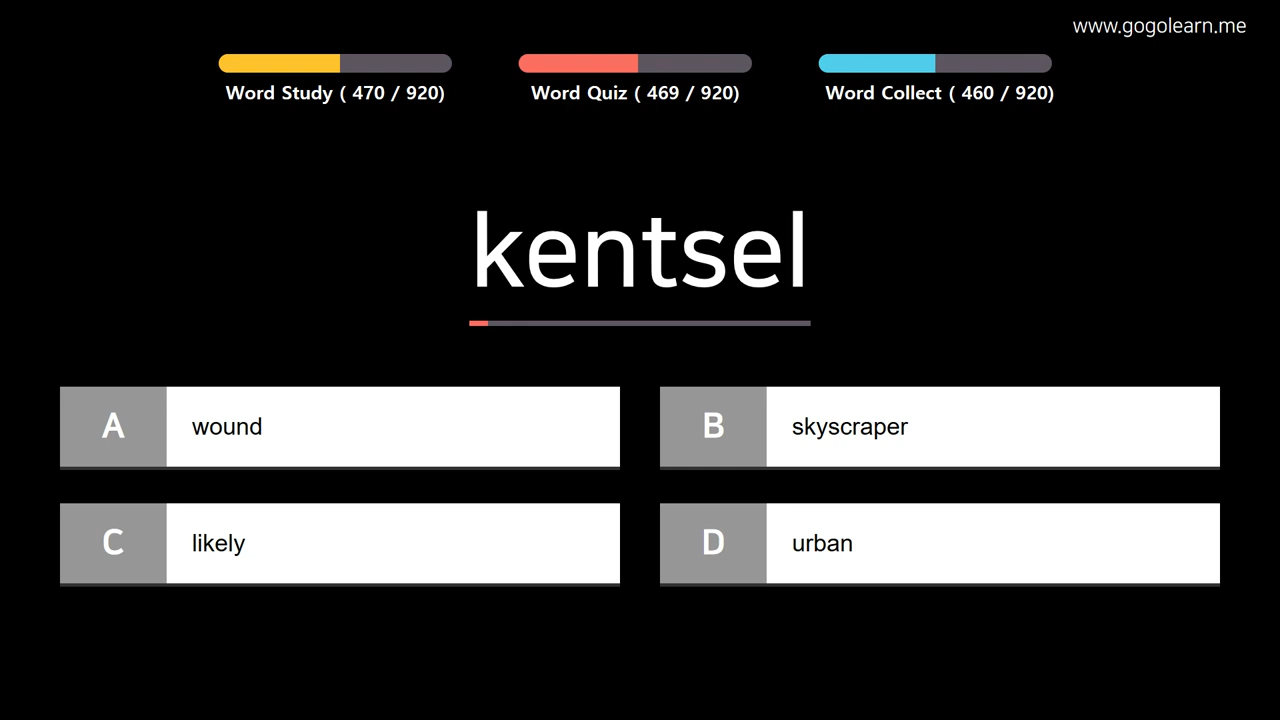 www.gogolearn.me
Word Study ( 470 / 920)
Word Quiz ( 469 / 920)
Word Collect ( 460 / 920)
kentsel
A wound
B skyscraper
C likely
D urban